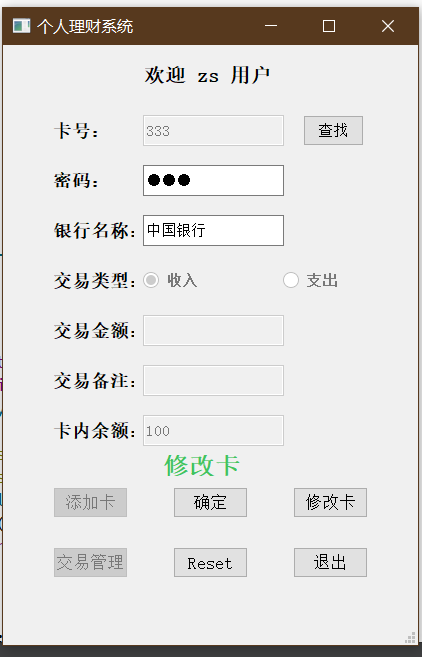 个人理财系统
欢迎 zs 用户
卡号： 333 查找
密码： ●●●
银行名称： 中国银行
交易类型： 收入 支出
交易金额：
交易备注：
卡内余额： 100
修改卡
添加卡 确定 修改卡
交易管理 Reset 退出